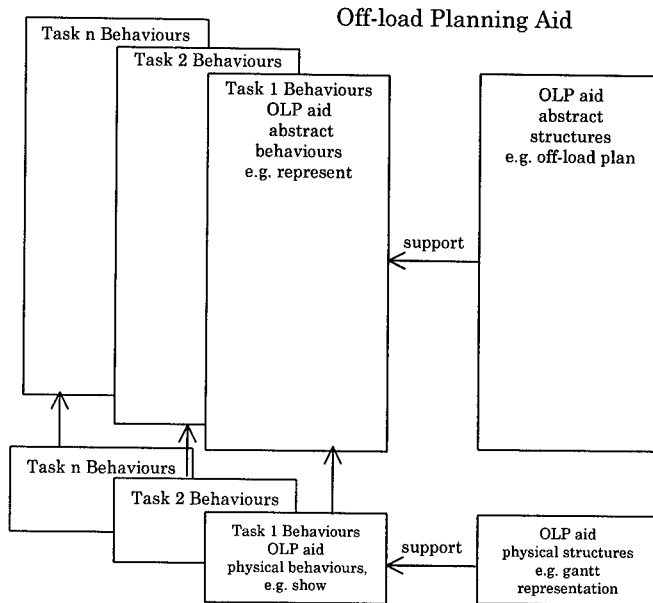 Off-load Planning Aid
Task n Behaviours
Task 2 Behaviours
Task 1 Behaviours
OLP aid
abstract
behaviours
e.g. represent
OLP aid
abstract
structures
e.g. off-load plan
support
Task n Behaviours
Task 2 Behaviours
Task 1 Behaviours
OLP aid
physical behaviours,
e.g. show
support
OLP aid
physical structures
e.g. gantt
representation